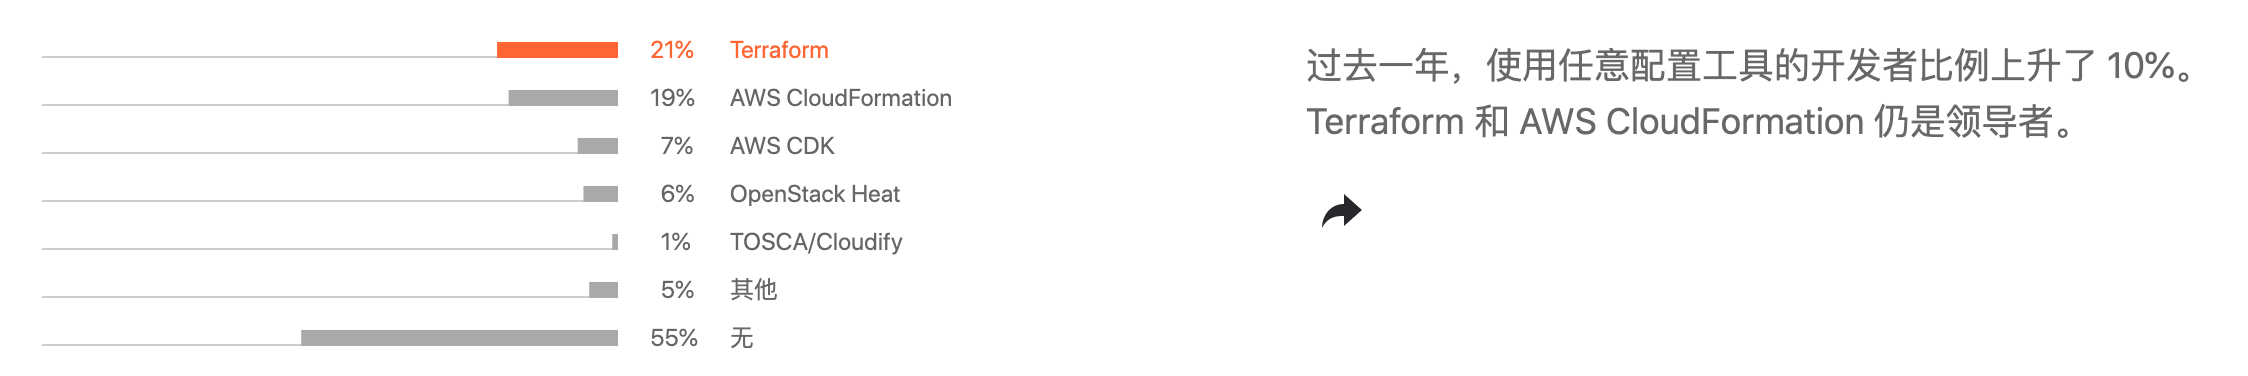 21% Terraform
19% AWS CloudFormation
7% AWS CDK
6% OpenStack Heat
1% TOSCA/Cloudify
5% 其他
55% 无
过去一年，使用任意配置工具的开发者比例上升了 10%。
Terraform 和 AWS CloudFormation 仍是领导者。